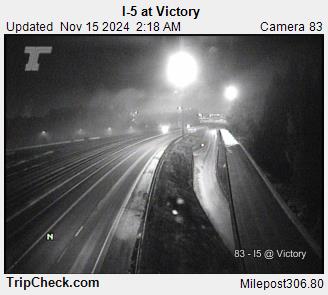 I-5 at Victory
Updated Nov 15 2024 2:18 AM Camera 83
T
N
83 - I5 @ Victory
TripCheck.com Milepost306.80